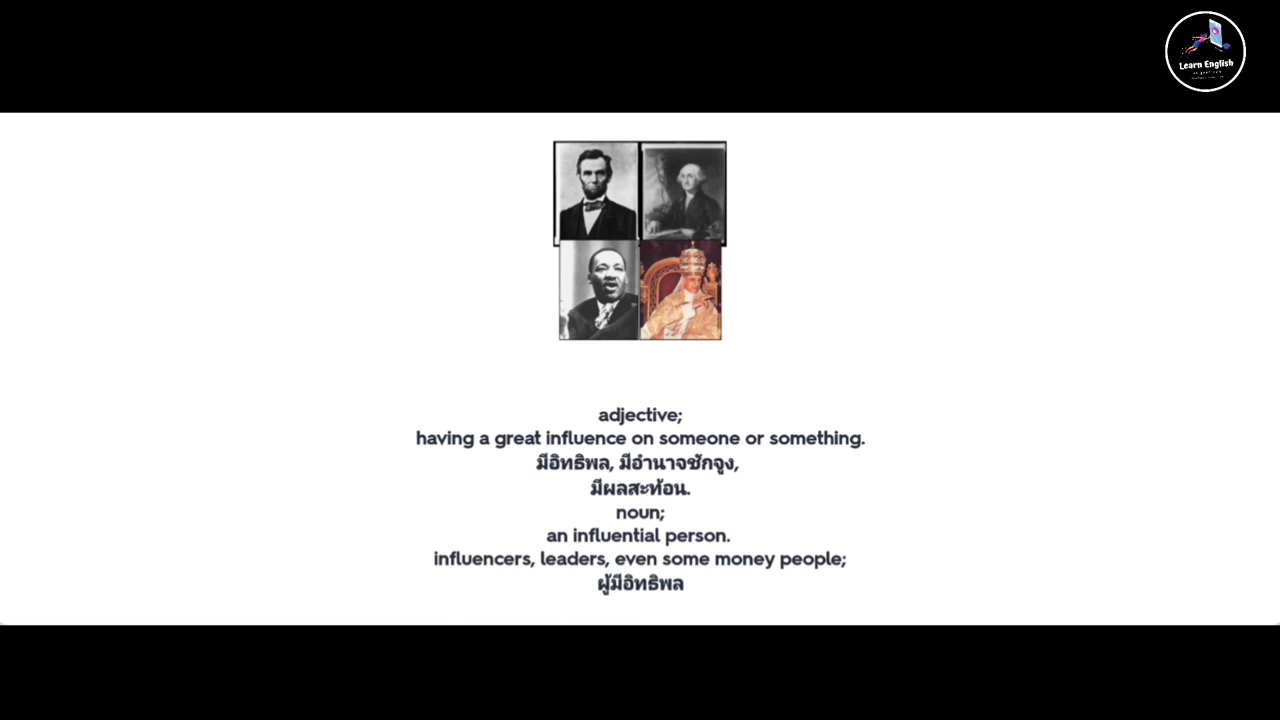 Learn English
adjective;
having a great influence on someone or something.
มีอิทธิพล, มีอำนาจชักจูง,
มีผลสะท้อน.
noun;
an influential person.
influencers, leaders, even some money people;
ผู้มีอิทธิพล